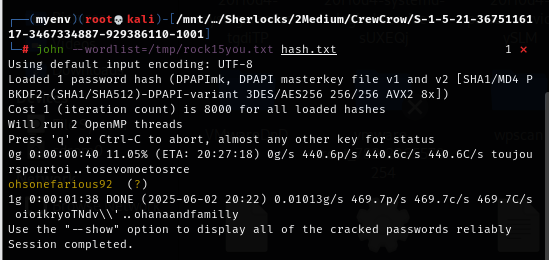 ┌──(myenv)(root💀kali)-[/mnt/…/Sherlocks/2Medium/CrewCrow/S-1-5-21-36751161
17-3467334887-929386110-1001]
└─# john --wordlist=/tmp/rock15you.txt hash.txt 1 ⨯
Using default input encoding: UTF-8
Loaded 1 password hash (DPAPImk, DPAPI masterkey file v1 and v2 [SHA1/MD4 P
BKDF2-(SHA1/SHA512)-DPAPI-variant 3DES/AES256 256/256 AVX2 8x])
Cost 1 (iteration count) is 8000 for all loaded hashes
Will run 2 OpenMP threads
Press 'q' or Ctrl-C to abort, almost any other key for status
0g 0:00:00:40 11.05% (ETA: 20:27:18) 0g/s 440.6p/s 440.6c/s 440.6C/s toujou
rspourtoi..tosevomoetosrce
ohsonefarious92 (?)
1g 0:00:01:38 DONE (2025-06-02 20:22) 0.01013g/s 469.7p/s 469.7c/s 469.7C/s
oioikryoTNdv\\'..ohanaandfamilly
Use the "--show" option to display all of the cracked passwords reliably
Session completed.